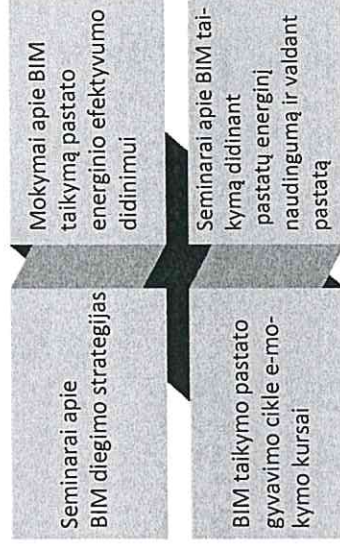 Seminarai apie
BIM diegimo strategijas
Mokymai apie BIM
taikymą pastato
energinio efektyvumo
didinimui
BIM taikymo pastato
gyvavimo cikle e-mo-
kymo kursai
Seminarai apie BIM tai-
kymą didinant
pastatų energinį
naudingumą ir valdant
pastatą